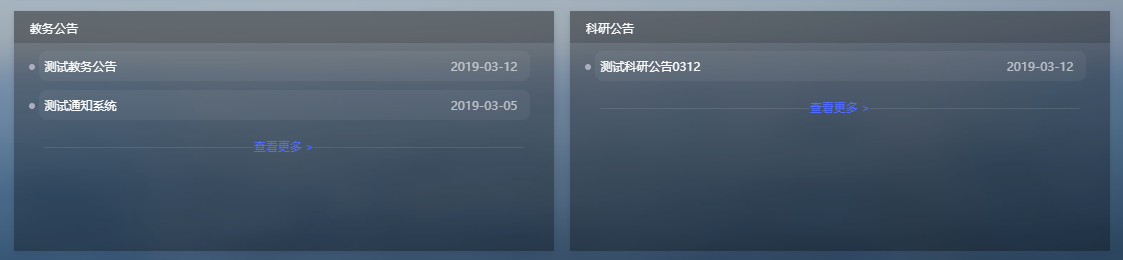 教务公告
测试教务公告 2019-03-12
测试通知系统 2019-03-05
查看更多 >
科研公告
测试科研公告0312 2019-03-12
查看更多 >